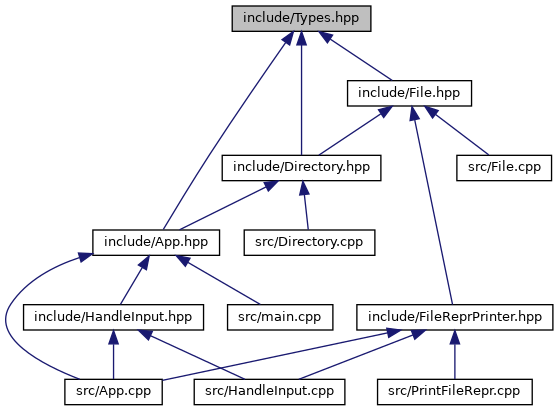 include/Types.hpp
include/File.hpp
include/Directory.hpp
src/File.cpp
include/App.hpp
src/Directory.cpp
include/HandleInput.hpp
src/main.cpp
include/FileReprPrinter.hpp
src/App.cpp
src/HandleInput.cpp
src/PrintFileRepr.cpp